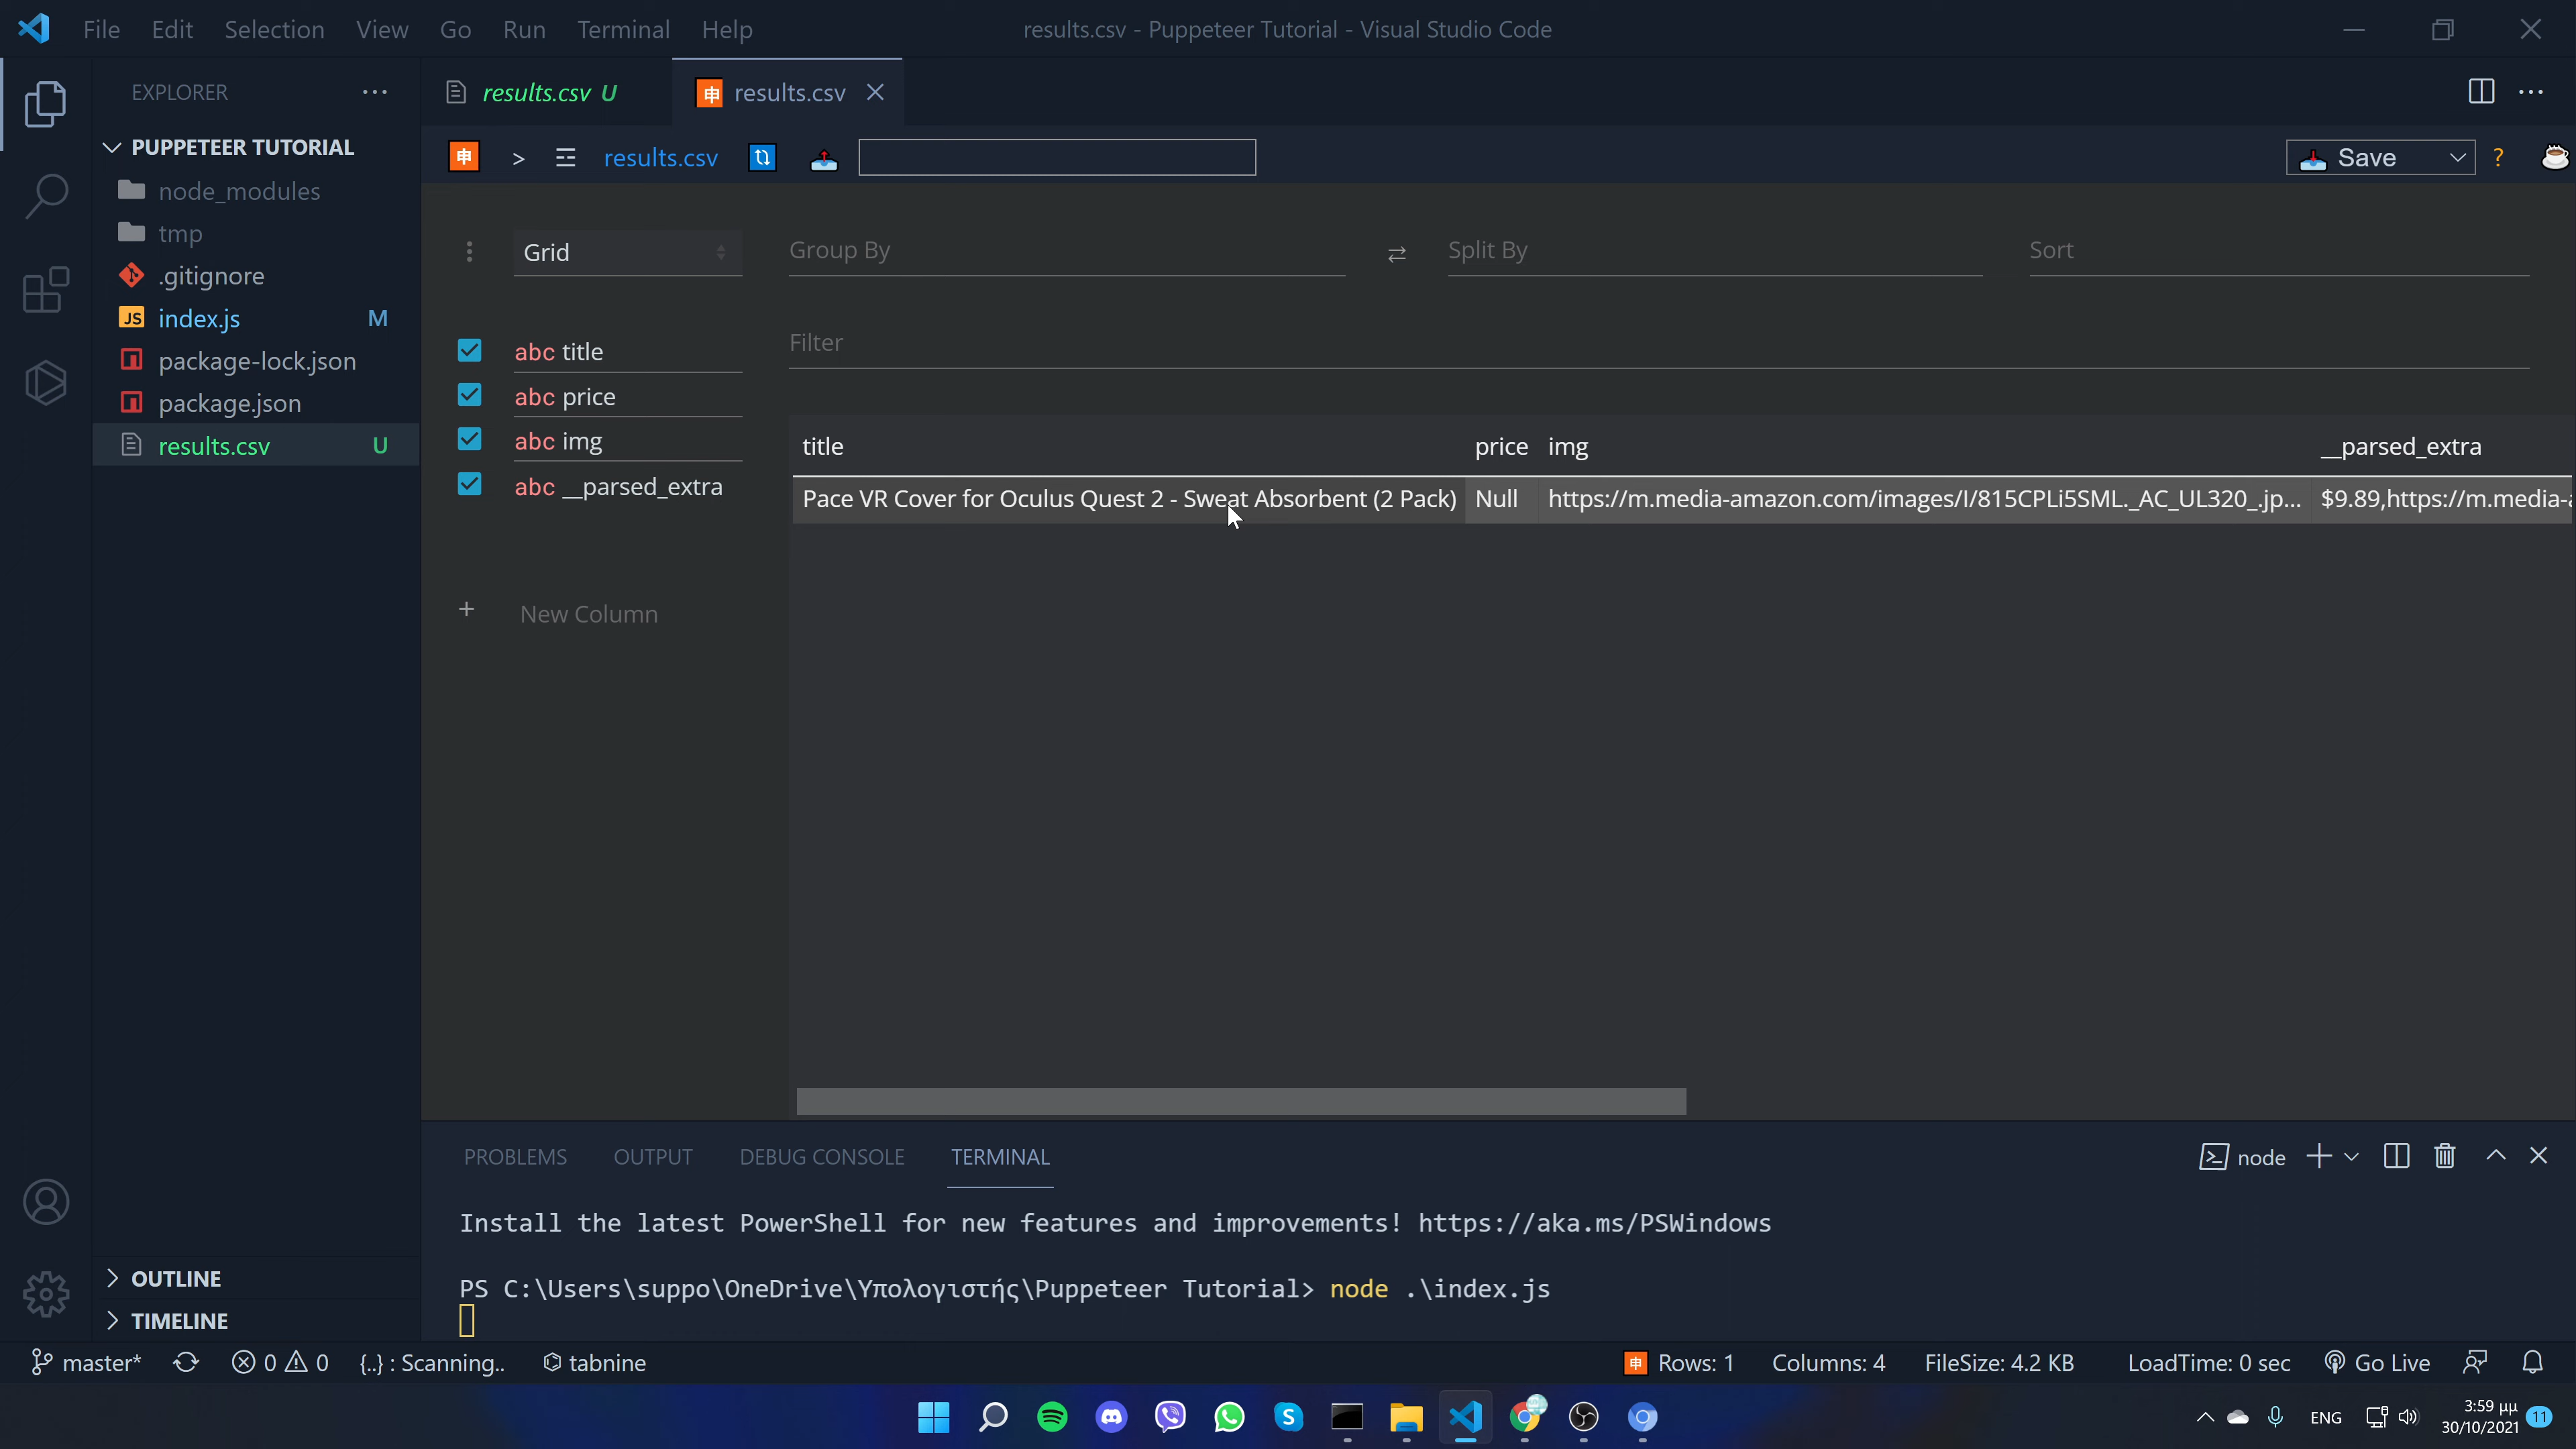 File Edit Selection View Go Run Terminal Help results.csv - Puppeteer Tutorial - Visual Studio Code
EXPLORER
results.csv U results.csv
PUPPETEER TUTORIAL
node_modules
tmp
.gitignore
JS index.js M
package-lock.json
package.json
results.csv U
OUTLINE
TIMELINE
申 > results.csv Save ?
Grid Group By Split By Sort
Filter
abc title
abc price
abc img
abc __parsed_extra
+ New Column
title price img __parsed_extra
Pace VR Cover for Oculus Quest 2 - Sweat Absorbent (2 Pack) Null https://m.media-amazon.com/images/I/815CPLi5SML._AC_UL320_.jp... $9.89,https://m.media-
PROBLEMS OUTPUT DEBUG CONSOLE TERMINAL node
Install the latest PowerShell for new features and improvements! https://aka.ms/PSWindows
PS C:\Users\suppo\OneDrive\Υπολογιστής\Puppeteer Tutorial> node .\index.js
master* 0 0 {..} : Scanning.. tabnine 申 Rows: 1 Columns: 4 FileSize: 4.2 KB LoadTime: 0 sec Go Live
ENG 3:59 μμ 11
30/10/2021